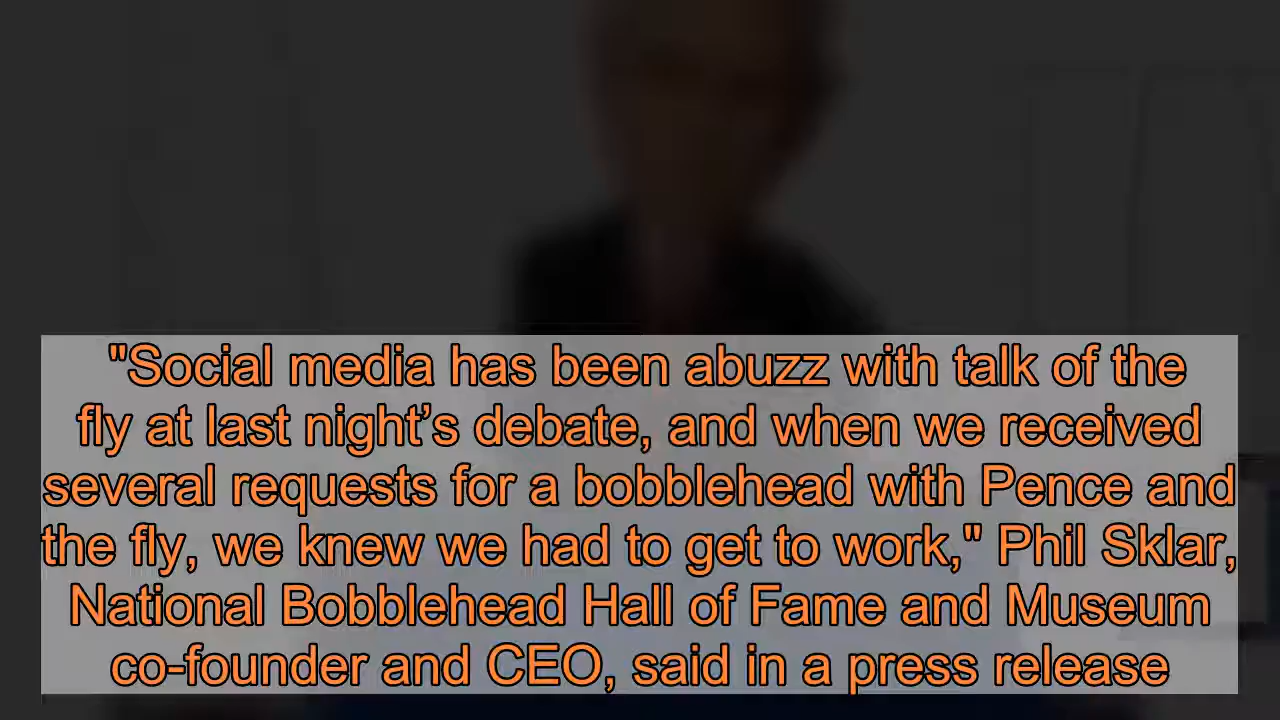 "Social media has been abuzz with talk of the
fly at last night’s debate, and when we received
several requests for a bobblehead with Pence and
the fly, we knew we had to get to work," Phil Sklar,
National Bobblehead Hall of Fame and Museum
co-founder and CEO, said in a press release